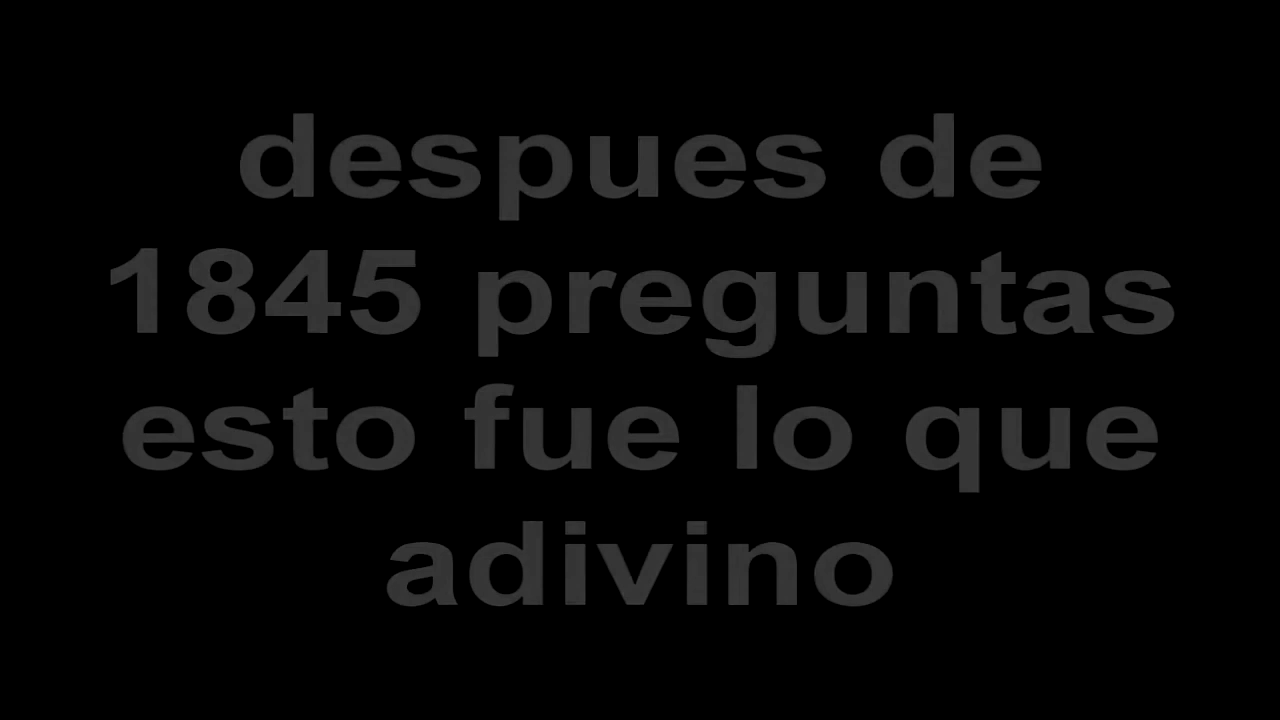 despues de
1845 preguntas
esto fue lo que
adivino